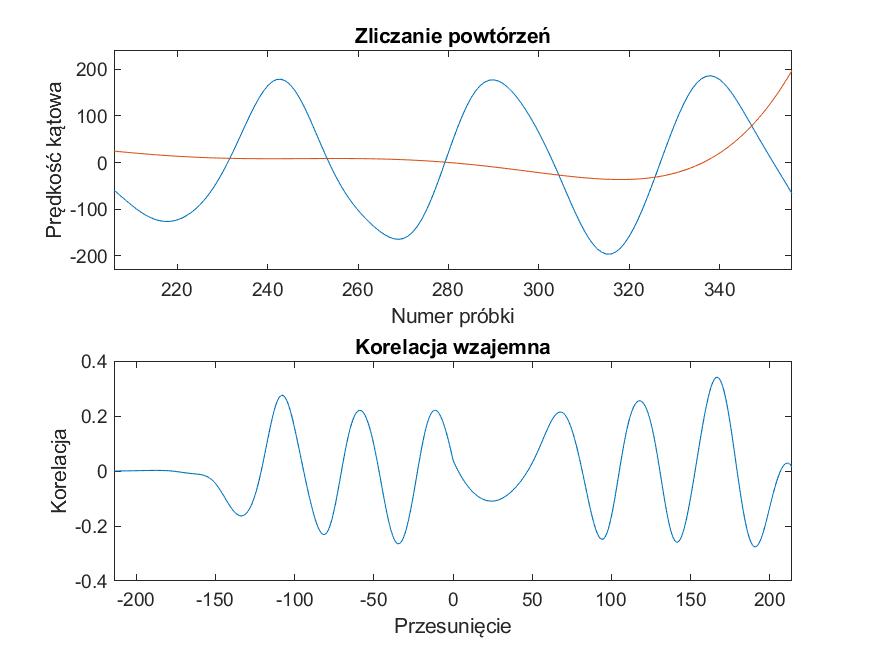 Zliczanie powtórzeń
Prędkość kątowa
200
100
0
-100
-200
220 240 260 280 300 320 340
Numer próbki
Korelacja wzajemna
Korelacja
0.4
0.2
0
-0.2
-0.4
-200 -150 -100 -50 0 50 100 150 200
Przesunięcie